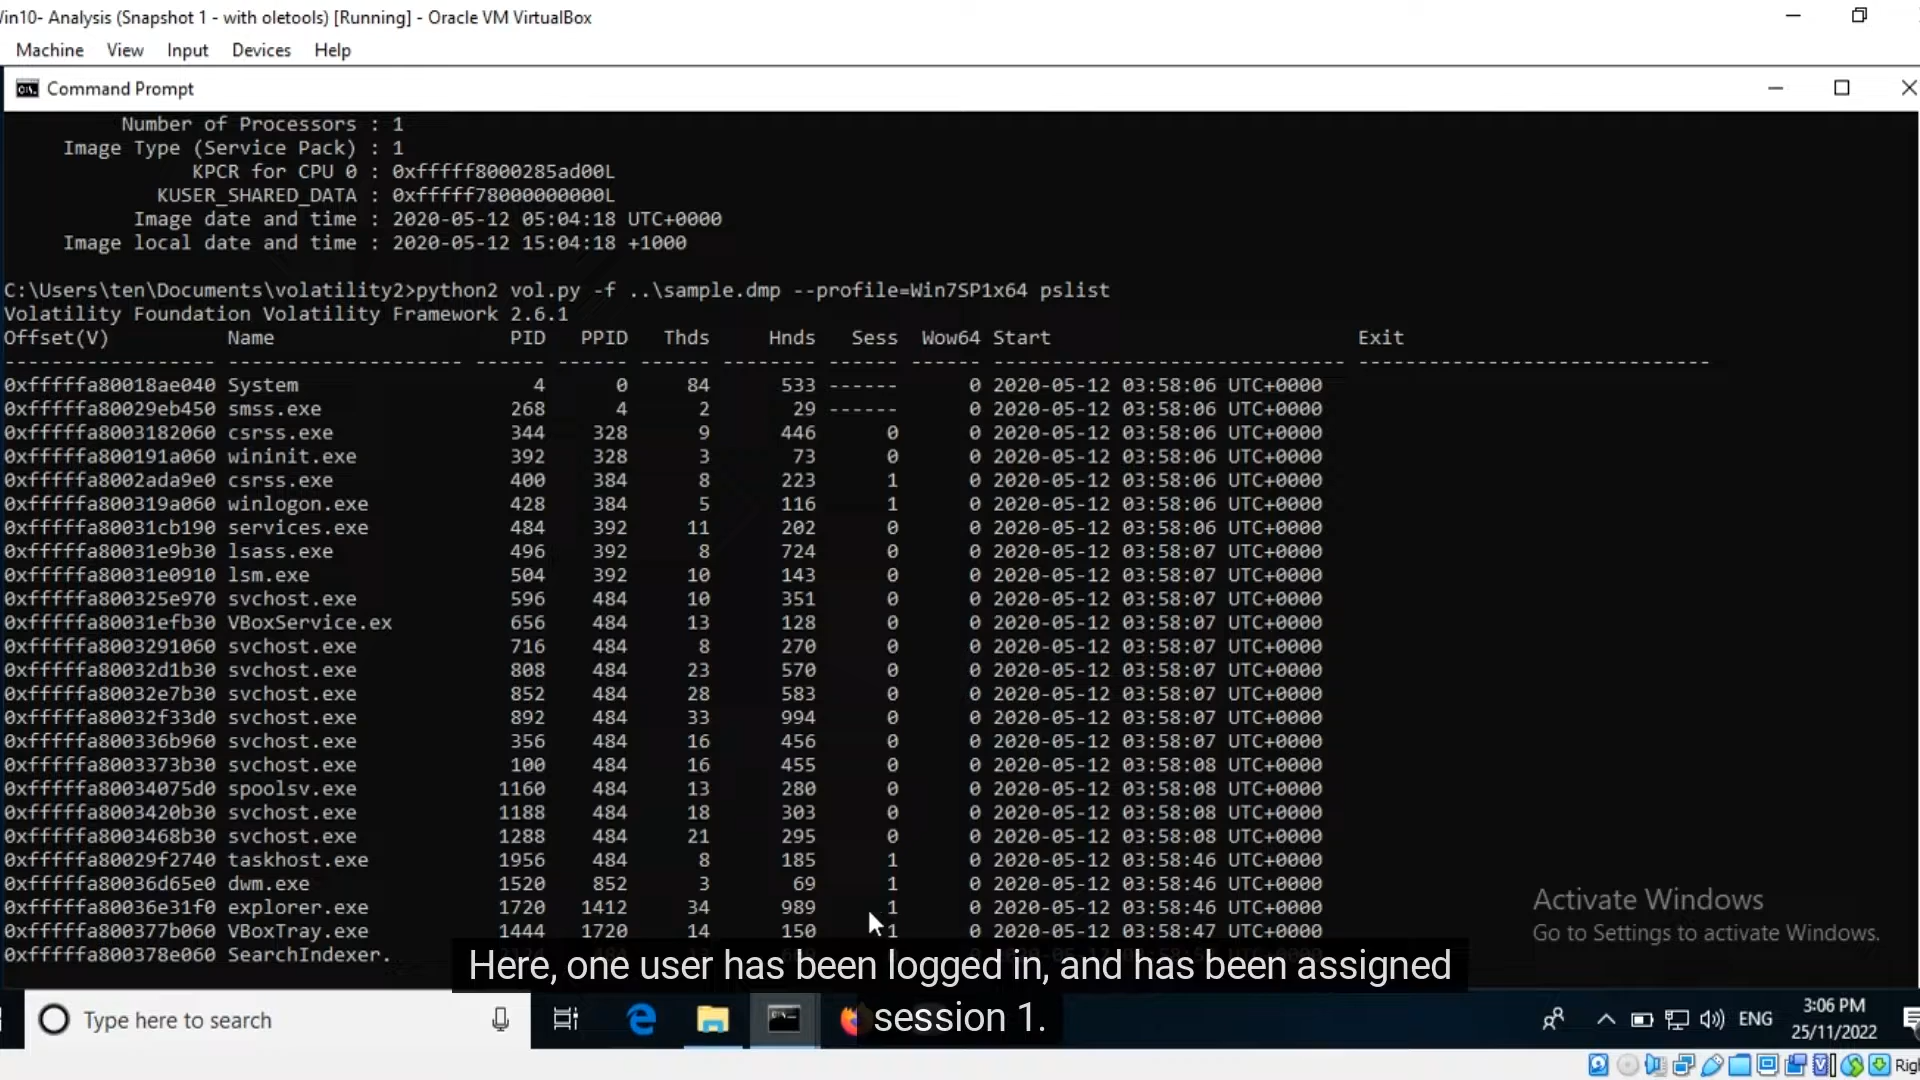 Win10- Analysis (Snapshot 1 - with oletools) [Running] - Oracle VM VirtualBox
Machine View Input Devices Help
Command Prompt
Number of Processors : 1
Image Type (Service Pack) : 1
KPCR for CPU 0 : 0xfffff8000285ad00L
KUSER_SHARED_DATA : 0xfffff78000000000L
Image date and time : 2020-05-12 05:04:18 UTC+0000
Image local date and time : 2020-05-12 15:04:18 +1000
C:\Users\ten\Documents\volatility2>python2 vol.py -f ..\sample.dmp --profile=Win7SP1x64 pslist
Volatility Foundation Volatility Framework 2.6.1
Offset(V) Name PID PPID Thds Hnds Sess Wow64 Start Exit
------------------ -------------------- ------ ------ ------ -------- ------ ------ ------------------------------ ------------------------------
0xfffffa80018ae040 System 4 0 84 533 ------ 0 2020-05-12 03:58:06 UTC+0000
0xfffffa80029eb450 smss.exe 268 4 2 29 ------ 0 2020-05-12 03:58:06 UTC+0000
0xfffffa8003182060 csrss.exe 344 328 9 446 0 0 2020-05-12 03:58:06 UTC+0000
0xfffffa800191a060 wininit.exe 392 328 3 73 0 0 2020-05-12 03:58:06 UTC+0000
0xfffffa8002ada9e0 csrss.exe 400 384 8 223 1 0 2020-05-12 03:58:06 UTC+0000
0xfffffa800319a060 winlogon.exe 428 384 5 116 1 0 2020-05-12 03:58:06 UTC+0000
0xfffffa80031cb190 services.exe 484 392 11 202 0 0 2020-05-12 03:58:06 UTC+0000
0xfffffa80031e9b30 lsass.exe 496 392 8 724 0 0 2020-05-12 03:58:07 UTC+0000
0xfffffa80031e0910 lsm.exe 504 392 10 143 0 0 2020-05-12 03:58:07 UTC+0000
0xfffffa800325e970 svchost.exe 596 484 10 351 0 0 2020-05-12 03:58:07 UTC+0000
0xfffffa80031efb30 VBoxService.ex 656 484 13 128 0 0 2020-05-12 03:58:07 UTC+0000
0xfffffa8003291060 svchost.exe 716 484 8 270 0 0 2020-05-12 03:58:07 UTC+0000
0xfffffa80032d1b30 svchost.exe 808 484 23 570 0 0 2020-05-12 03:58:07 UTC+0000
0xfffffa80032e7b30 svchost.exe 852 484 28 583 0 0 2020-05-12 03:58:07 UTC+0000
0xfffffa80032f33d0 svchost.exe 892 484 33 994 0 0 2020-05-12 03:58:07 UTC+0000
0xfffffa800336b960 svchost.exe 356 484 16 456 0 0 2020-05-12 03:58:07 UTC+0000
0xfffffa8003373b30 svchost.exe 100 484 16 455 0 0 2020-05-12 03:58:08 UTC+0000
0xfffffa80034075d0 spoolsv.exe 1160 484 13 280 0 0 2020-05-12 03:58:08 UTC+0000
0xfffffa8003420b30 svchost.exe 1188 484 18 303 0 0 2020-05-12 03:58:08 UTC+0000
0xfffffa8003468b30 svchost.exe 1288 484 21 295 0 0 2020-05-12 03:58:08 UTC+0000
0xfffffa80029f2740 taskhost.exe 1956 484 8 185 1 0 2020-05-12 03:58:46 UTC+0000
0xfffffa80036d65e0 dwm.exe 1520 852 3 69 1 0 2020-05-12 03:58:46 UTC+0000
0xfffffa80036e31f0 explorer.exe 1720 1412 34 989 1 0 2020-05-12 03:58:46 UTC+0000
0xfffffa800377b060 VBoxTray.exe 1444 1720 14 150 1 0 2020-05-12 03:58:47 UTC+0000
0xfffffa800378e060 SearchIndexer.
Activate Windows
Go to Settings to activate Windows.
Here, one user has been logged in, and has been assigned
session 1.
Type here to search
ENG
3:06 PM
25/11/2022